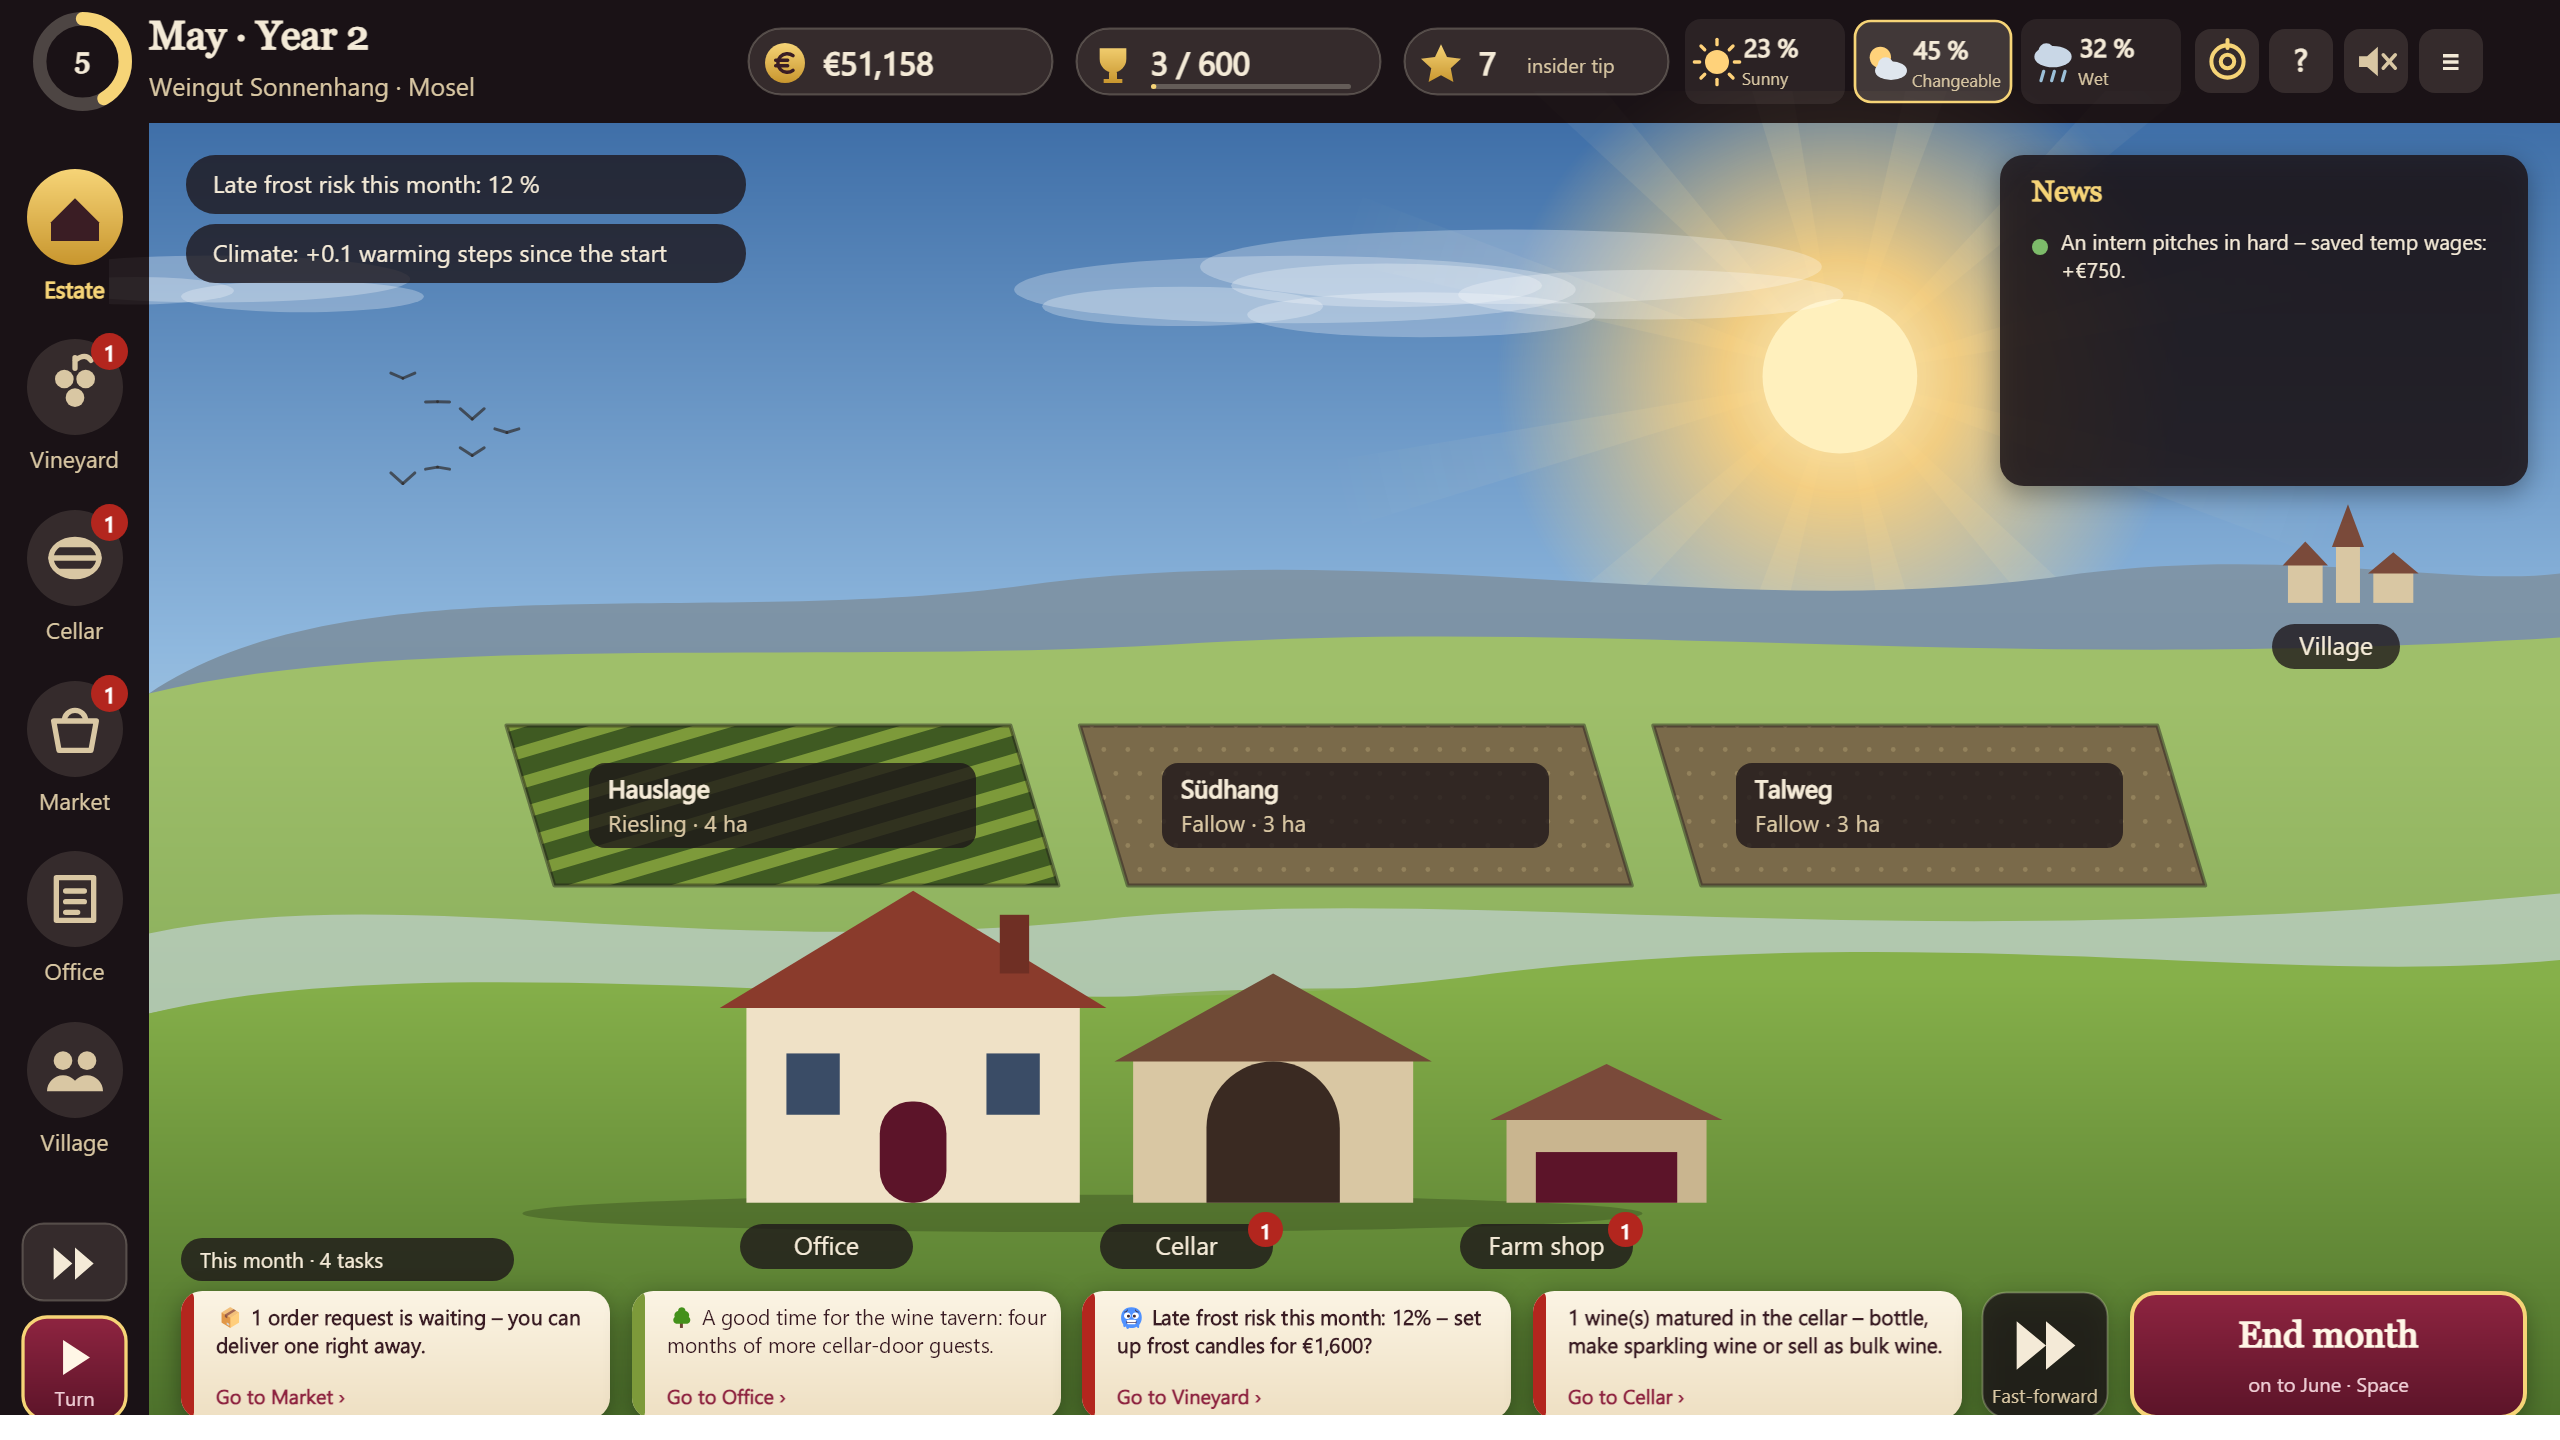 5
May · Year 2
Weingut Sonnenhang · Mosel
€51,158
3 / 600
7 insider tip
23 %
Sunny
45 %
Changeable
32 %
Wet
?
Late frost risk this month: 12 %
Climate: +0.1 warming steps since the start
News
An intern pitches in hard – saved temp wages:
+€750.
Estate
1
Vineyard
1
Cellar
1
Market
Office
Village
Turn
Village
Hauslage
Riesling · 4 ha
Südhang
Fallow · 3 ha
Talweg
Fallow · 3 ha
Office
Cellar
1
Farm shop
1
This month · 4 tasks
1 order request is waiting – you can
deliver one right away.
Go to Market ›
A good time for the wine tavern: four
months of more cellar-door guests.
Go to Office ›
Late frost risk this month: 12% – set
up frost candles for €1,600?
Go to Vineyard ›
1 wine(s) matured in the cellar – bottle,
make sparkling wine or sell as bulk wine.
Go to Cellar ›
Fast-forward
End month
on to June · Space